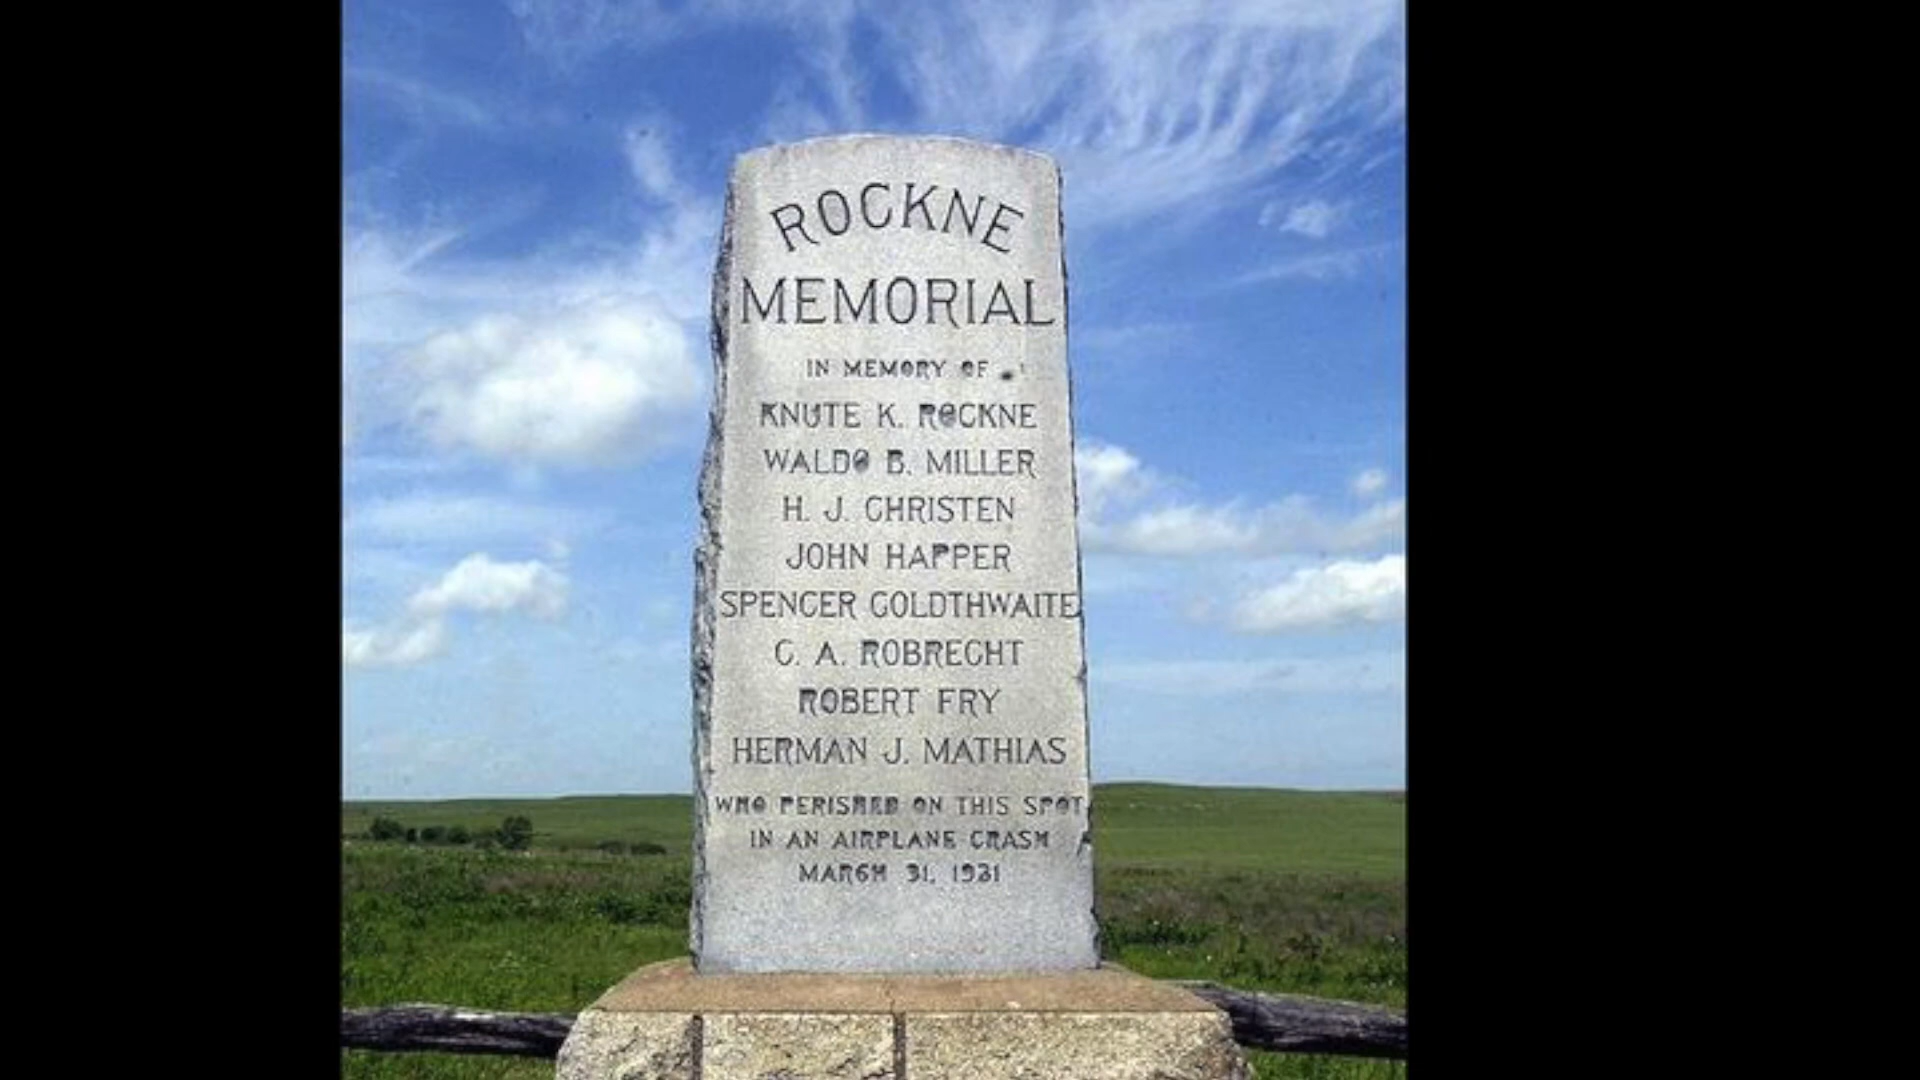 ROCKNE
MEMORIAL
IN MEMORY OF
KNUTE K. ROCKNE
WALDO B. MILLER
H. J. CHRISTEN
JOHN HAPPER
SPENCER GOLDTHWAITE
C. A. ROBRECHT
ROBERT FRY
HERMAN J. MATHIAS
WHO PERISHED ON THIS SPOT
IN AN AIRPLANE CRASH
MARCH 31, 1931